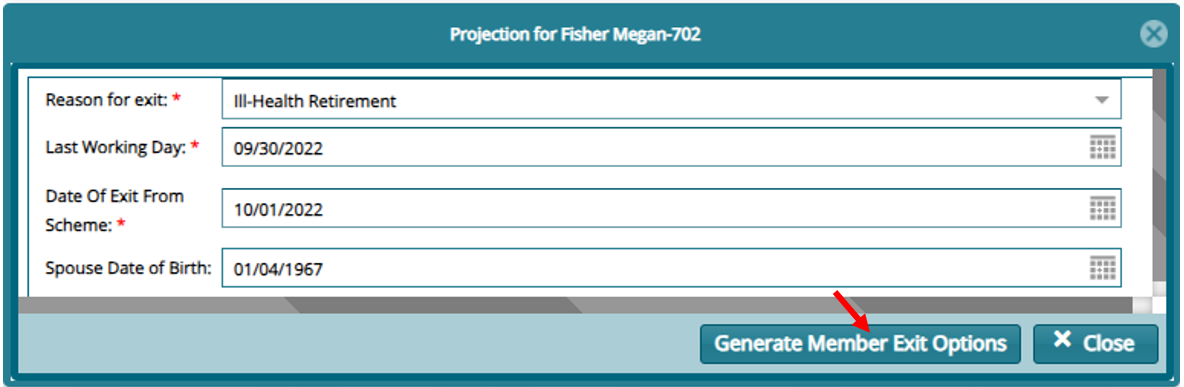 Projection for Fisher Megan-702
Reason for exit: * Ill-Health Retirement
Last Working Day: * 09/30/2022
Date Of Exit From
Scheme: * 10/01/2022
Spouse Date of Birth: 01/04/1967
Generate Member Exit Options Close